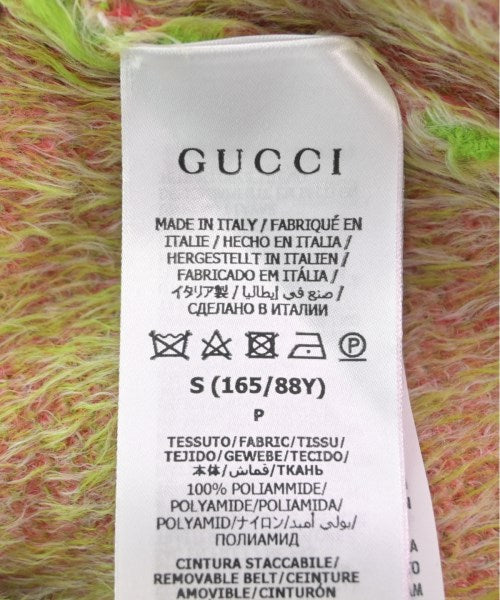 GUCCI
MADE IN ITALY / FABRIQUÉ EN
ITALIE / HECHO EN ITALIA /
HERGESTELLT IN ITALIEN /
FABRICADO EM ITÁLIA /
イタリア製 / صنع في إيطاليا /
СДЕЛАНО В ИТАЛИИ
P
S (165/88Y)
P
TESSUTO/FABRIC/TISSU/
TEJIDO/GEWEBE/TECIDO/
本体/قماش/ТКАНЬ
100% POLIAMMIDE/
POLYAMIDE/POLIAMIDA/
POLYAMID/ナイロン/بولي أميد/
ПОЛИАМИД
CINTURA STACCABILE/
REMOVABLE BELT/CEINTURE
AMOVIBLE/CINTURÓN